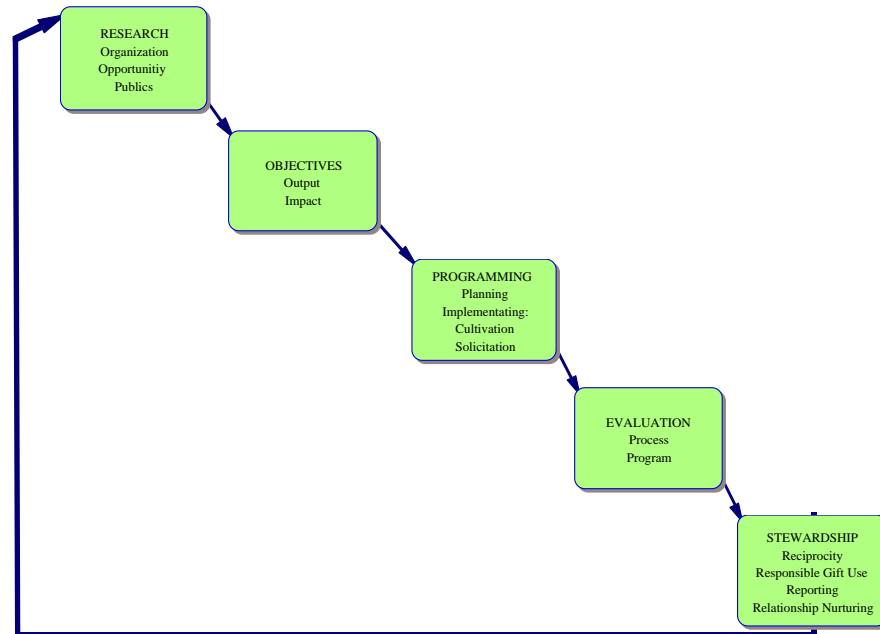 RESEARCH
Organization
Opportunitiy
Publics
OBJECTIVES
Output
Impact
PROGRAMMING
Planning
Implementating:
Cultivation
Solicitation
EVALUATION
Process
Program
STEWARDSHIP
Reciprocity
Responsible Gift Use
Reporting
Relationship Nurturing